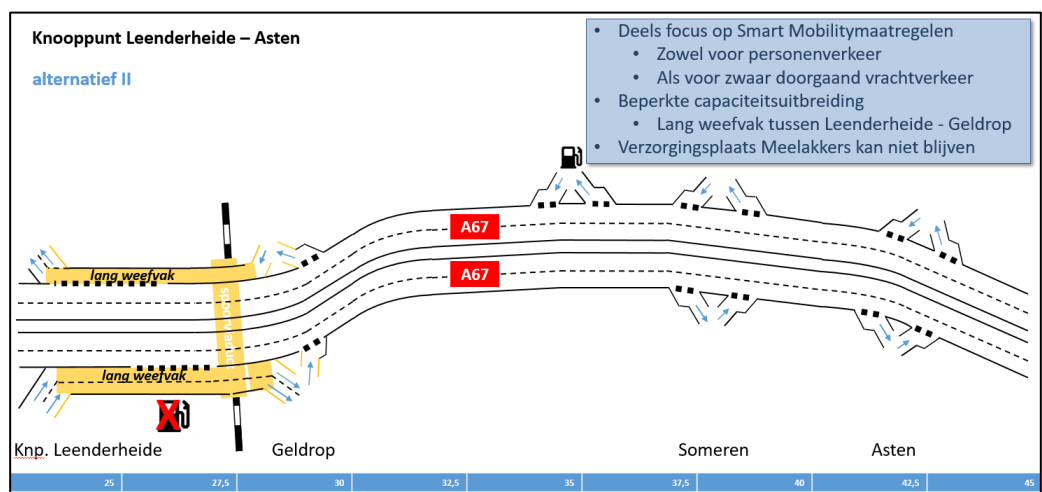 Knooppunt Leenderheide – Asten
alternatief II
• Deels focus op Smart Mobilitymaatregelen
• Zowel voor personenverkeer
• Als voor zwaar doorgaand vrachtverkeer
• Beperkte capaciteitsuitbreiding
• Lang weefvak tussen Leenderheide - Geldrop
• Verzorgingsplaats Meelakkers kan niet blijven
A67
A67
lang weefvak
spoorviaduct
lang weefvak
X
Knp. Leenderheide
Geldrop
Someren
Asten
25
27,5
30
32,5
35
37,5
40
42,5
45